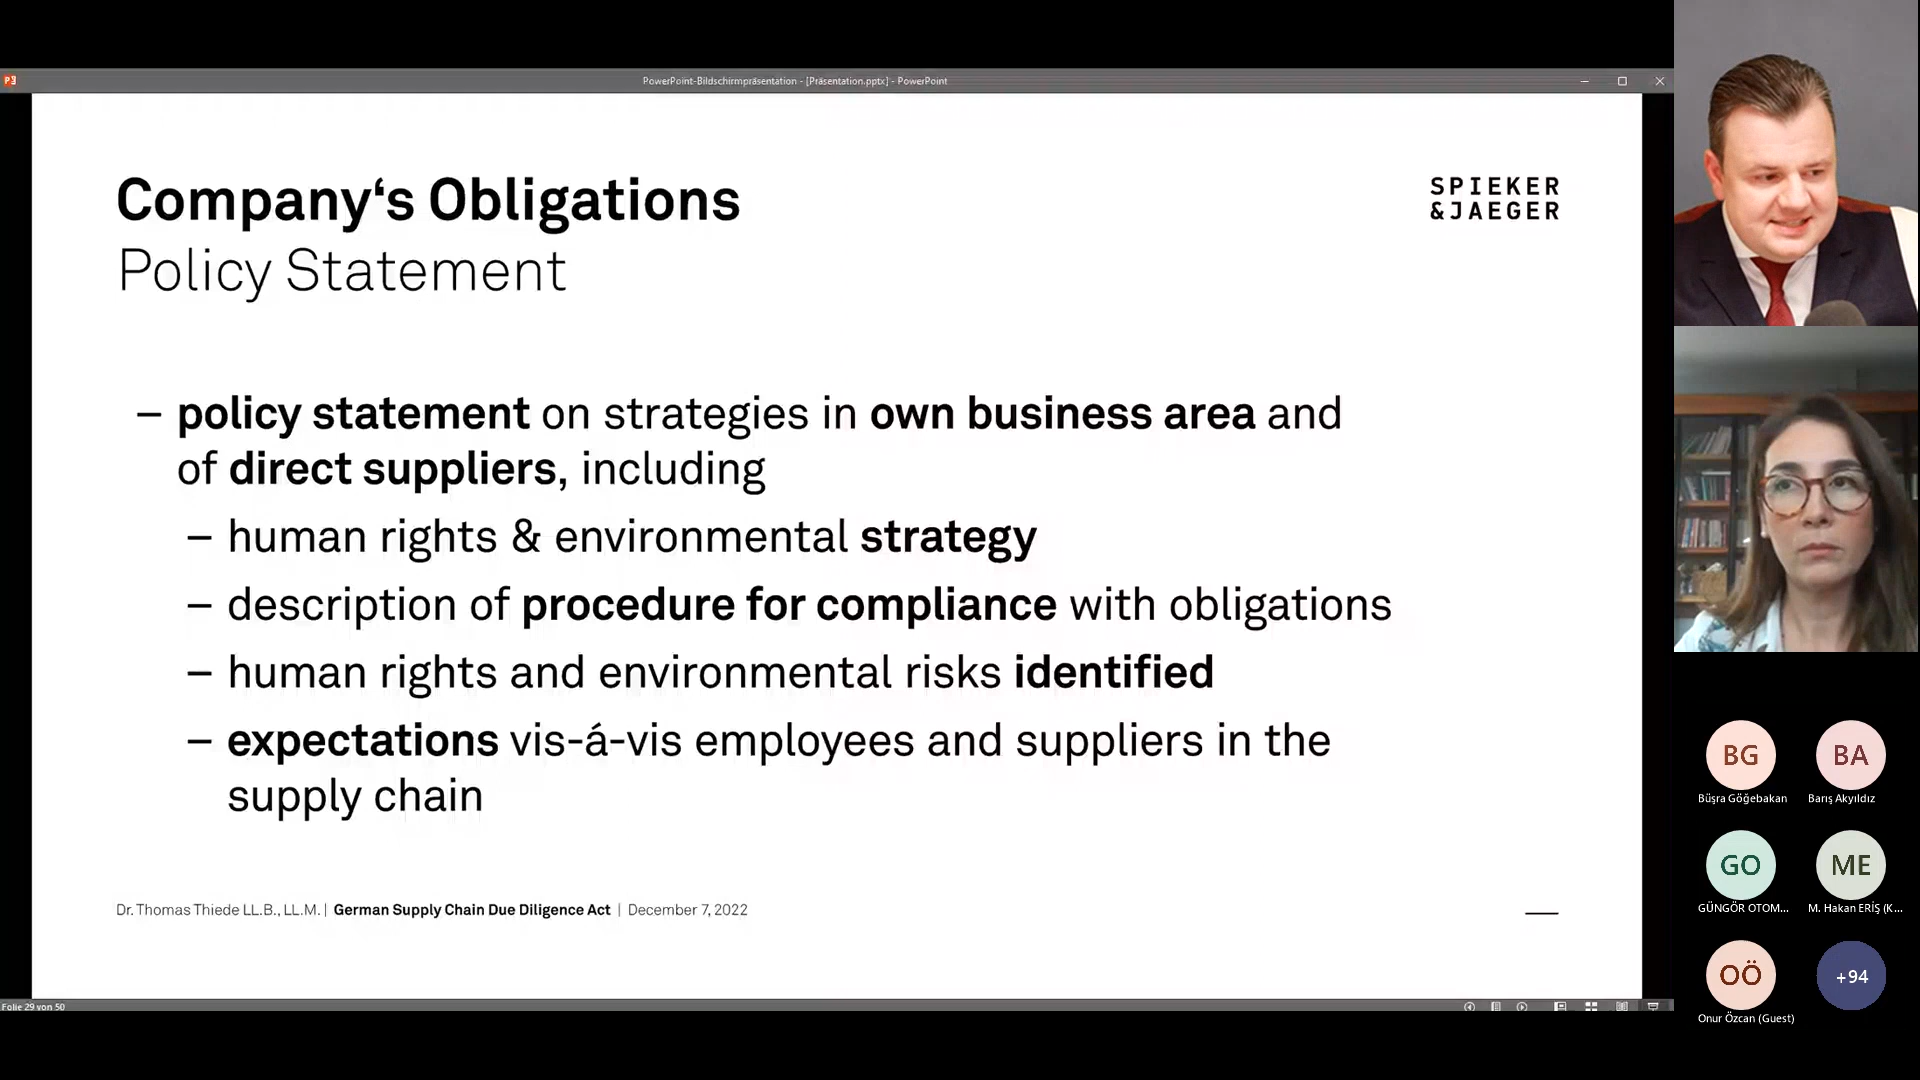 PowerPoint-Bildschirmpräsentation - [Präsentation.pptx] - PowerPoint
Company‘s Obligations
Policy Statement
SPIEKER
&JAEGER
– policy statement on strategies in own business area and
of direct suppliers, including
– human rights & environmental strategy
– description of procedure for compliance with obligations
– human rights and environmental risks identified
– expectations vis-á-vis employees and suppliers in the
supply chain
Dr. Thomas Thiede LL.B., LL.M. | German Supply Chain Due Diligence Act | December 7, 2022
Folie 29 von 50
BG
Büşra Göğebakan
BA
Barış Akyıldız
GO
GÜNGÖR OTOM...
ME
M. Hakan ERİŞ (K...
OÖ
Onur Özcan (Guest)
+94